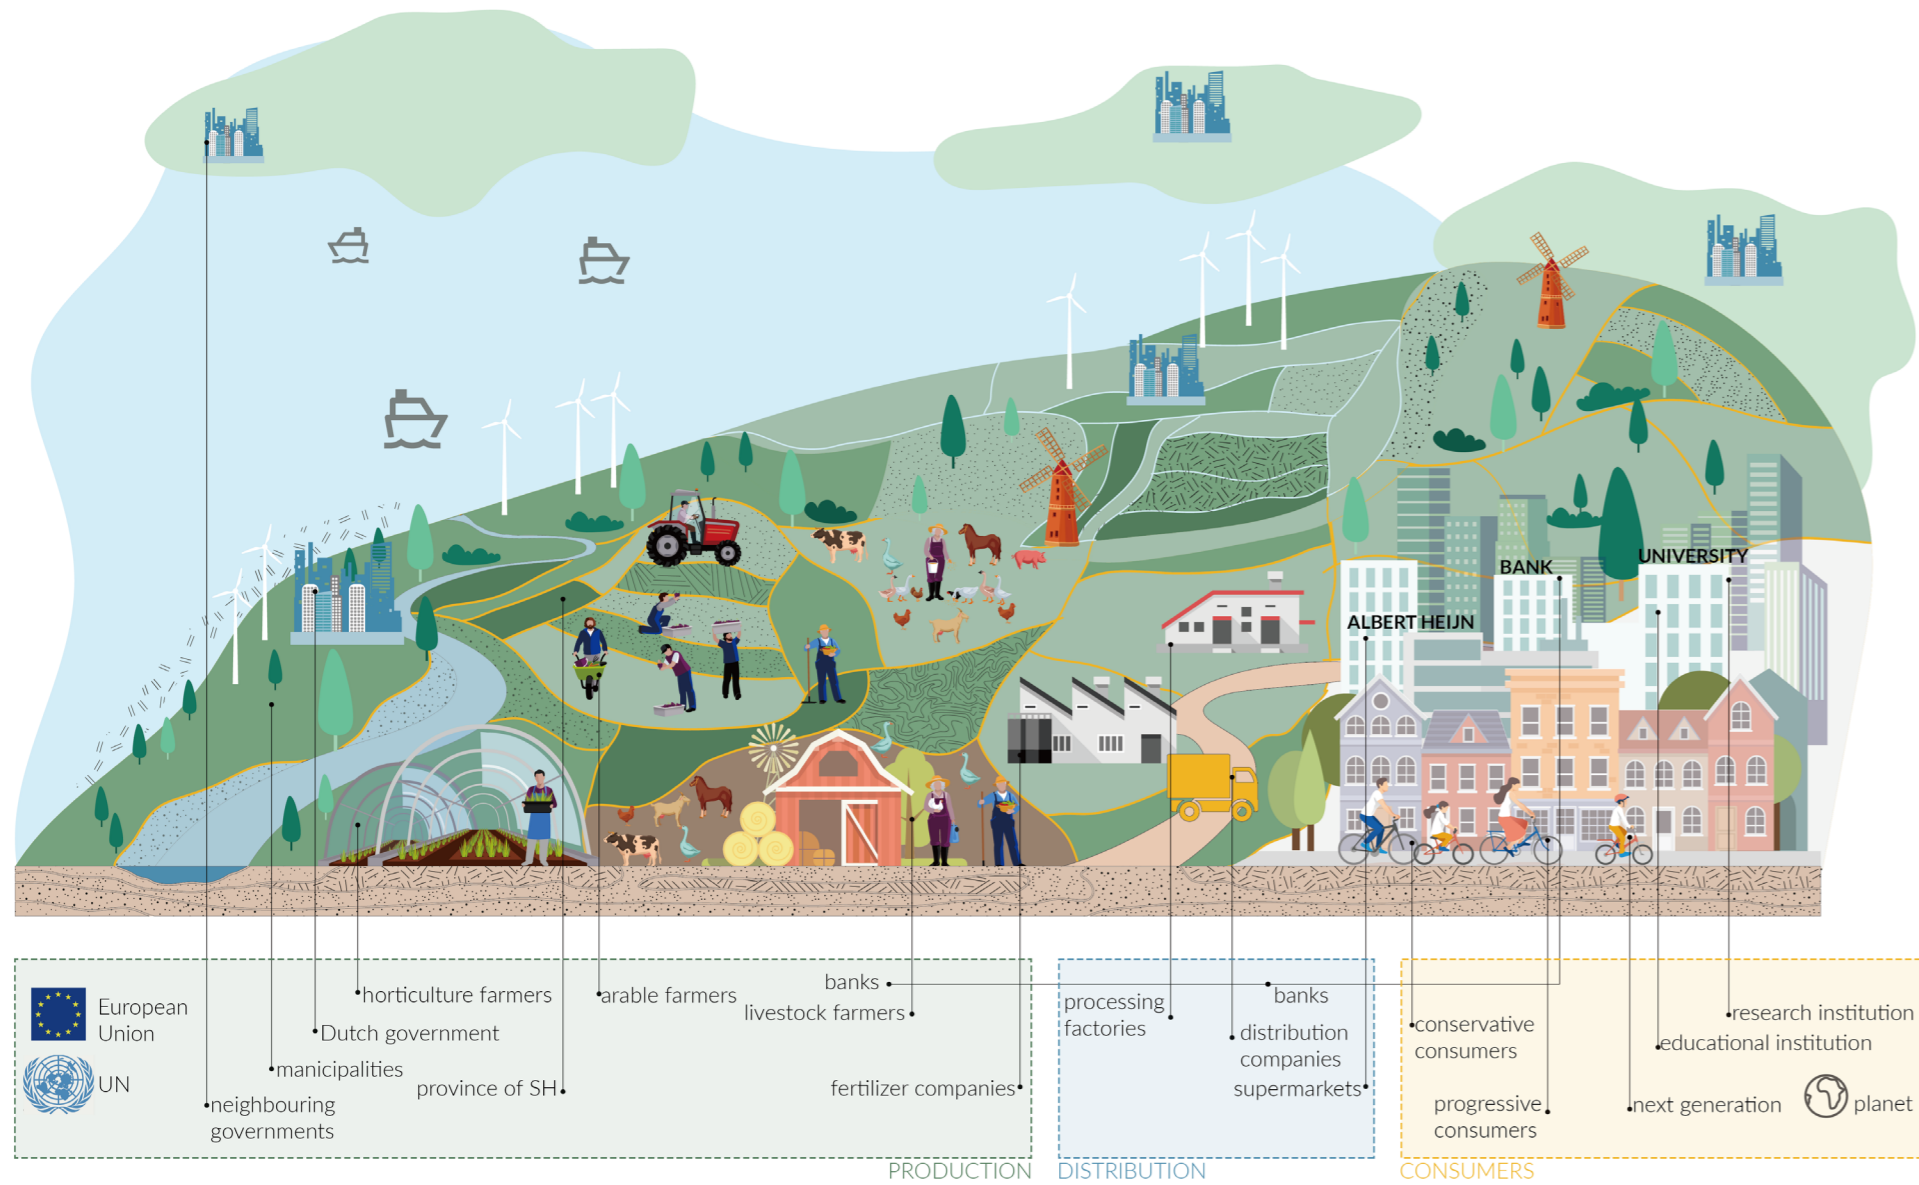 UNIVERSITY
BANK
ALBERT HEIJN
European
Union
UN
horticulture farmers
Dutch government
manicipalities
neighbouring
governments
province of SH
arable farmers
banks
livestock farmers
fertilizer companies
PRODUCTION
processing
factories
banks
distribution
companies
supermarkets
DISTRIBUTION
conservative
consumers
progressive
consumers
research institution
educational institution
next generation
planet
CONSUMERS